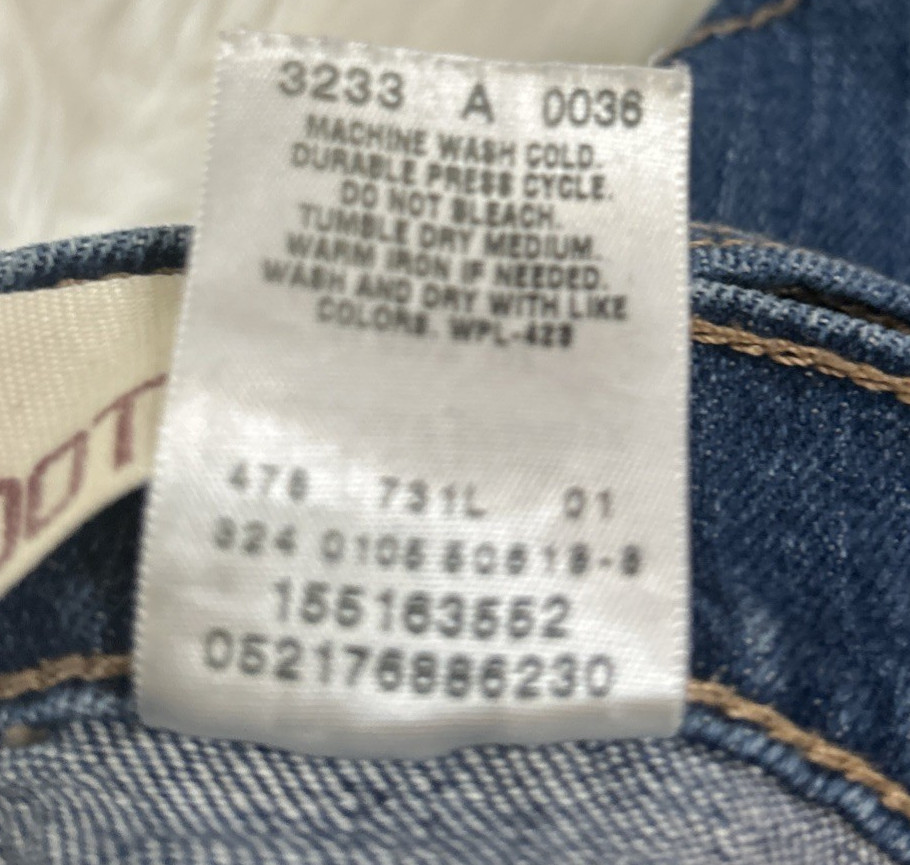 3233 A 0036
MACHINE WASH COLD.
DURABLE PRESS CYCLE.
DO NOT BLEACH.
TUMBLE DRY MEDIUM.
WARM IRON IF NEEDED.
WASH AND DRY WITH LIKE
COLORS. WPL-423
478 731L 01
155163552
052176886230